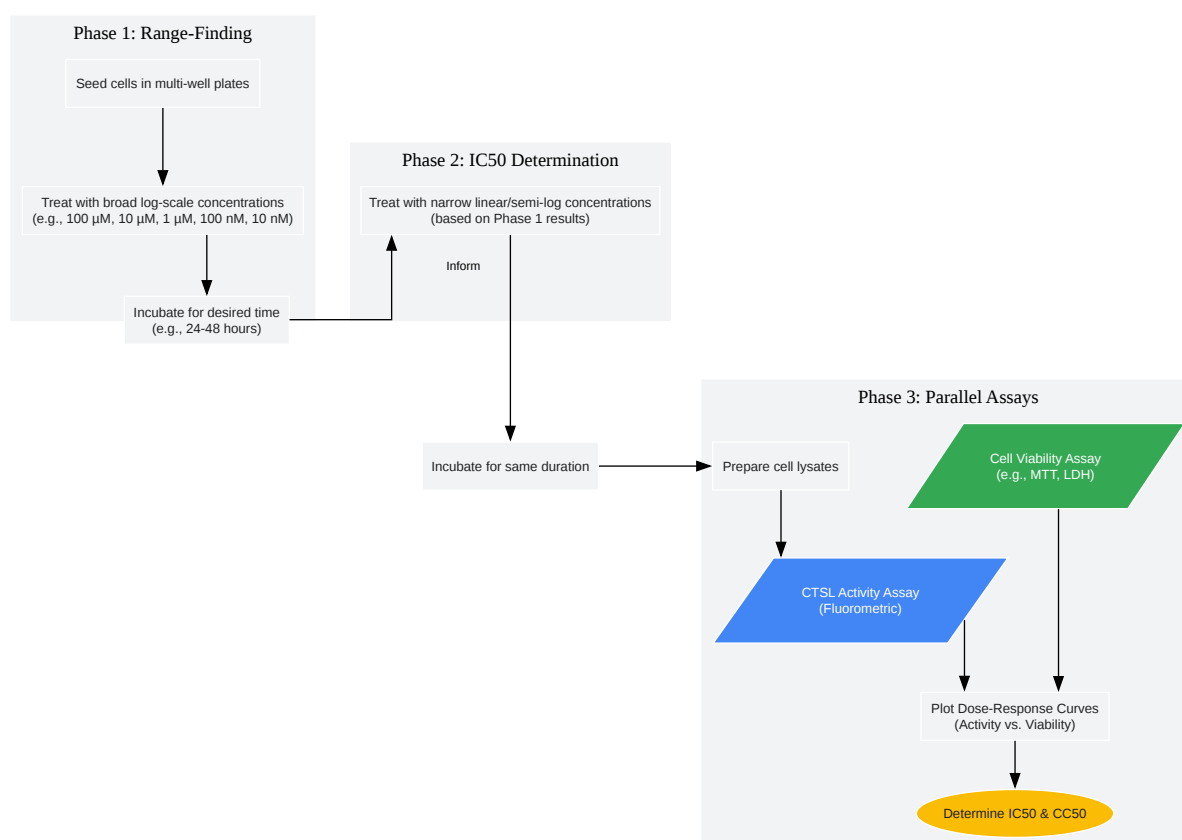 Phase 1: Range-Finding
Seed cells in multi-well plates
Treat with broad log-scale concentrations
(e.g., 100 µM, 10 µM, 1 µM, 100 nM, 10 nM)
Incubate for desired time
(e.g., 24-48 hours)
Phase 2: IC50 Determination
Treat with narrow linear/semi-log concentrations
(based on Phase 1 results)
Inform
Incubate for same duration
Phase 3: Parallel Assays
Prepare cell lysates
Cell Viability Assay
(e.g., MTT, LDH)
CTSL Activity Assay
(Fluorometric)
Plot Dose-Response Curves
(Activity vs. Viability)
Determine IC50 & CC50